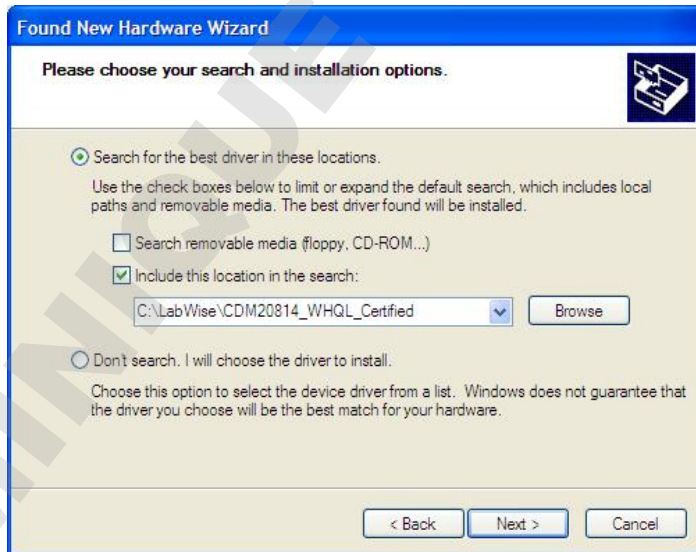 Found New Hardware Wizard
Please choose your search and installation options.
Search for the best driver in these locations.
Use the check boxes below to limit or expand the default search, which includes local
paths and removable media. The best driver found will be installed.
Search removable media (floppy, CD-ROM...)
Include this location in the search:
C:\LabWise\CDM20814_WHQL_Certified
Browse
Don't search. I will choose the driver to install.
Choose this option to select the device driver from a list. Windows does not guarantee that
the driver you choose will be the best match for your hardware.
< Back
Next >
Cancel
NIQUE